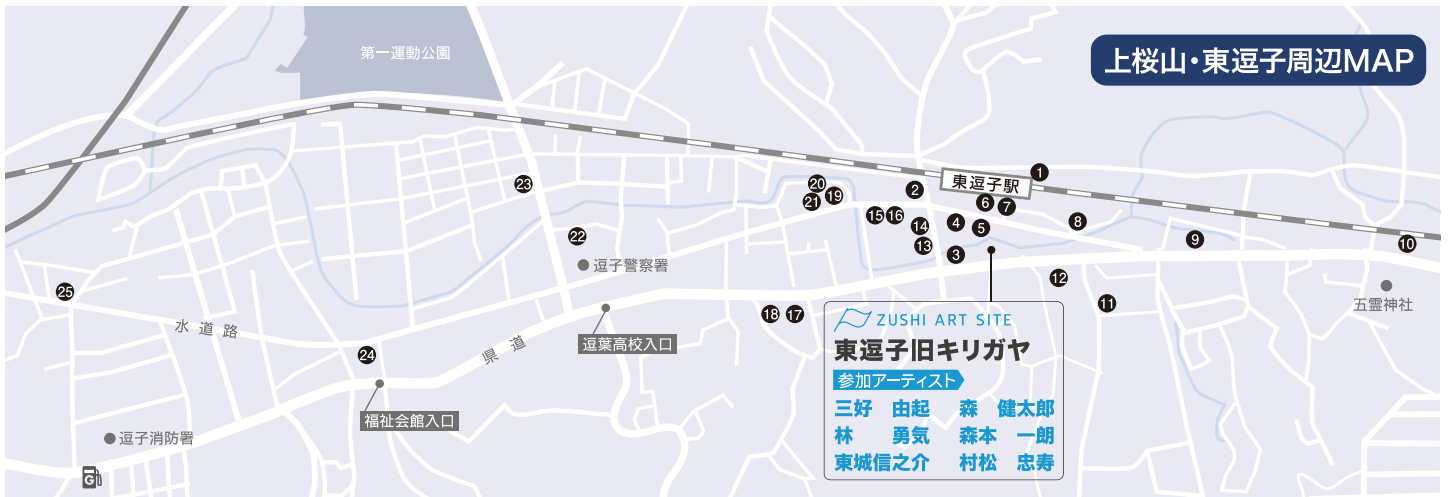 第一運動公園
上桜山・東逗子周辺MAP
東逗子駅
1
2
3
4
5
6
7
8
9
10
11
12
13
14
15
16
17
18
19
20
21
22
23
24
25
逗子警察署
五霊神社
水道路
県道
逗葉高校入口
福祉会館入口
逗子消防署
G
ZUSHI ART SITE
東逗子旧キリガヤ
参加アーティスト
三好 由起 森 健太郎
林 勇気 森本 一朗
東城信之介 村松 忠寿